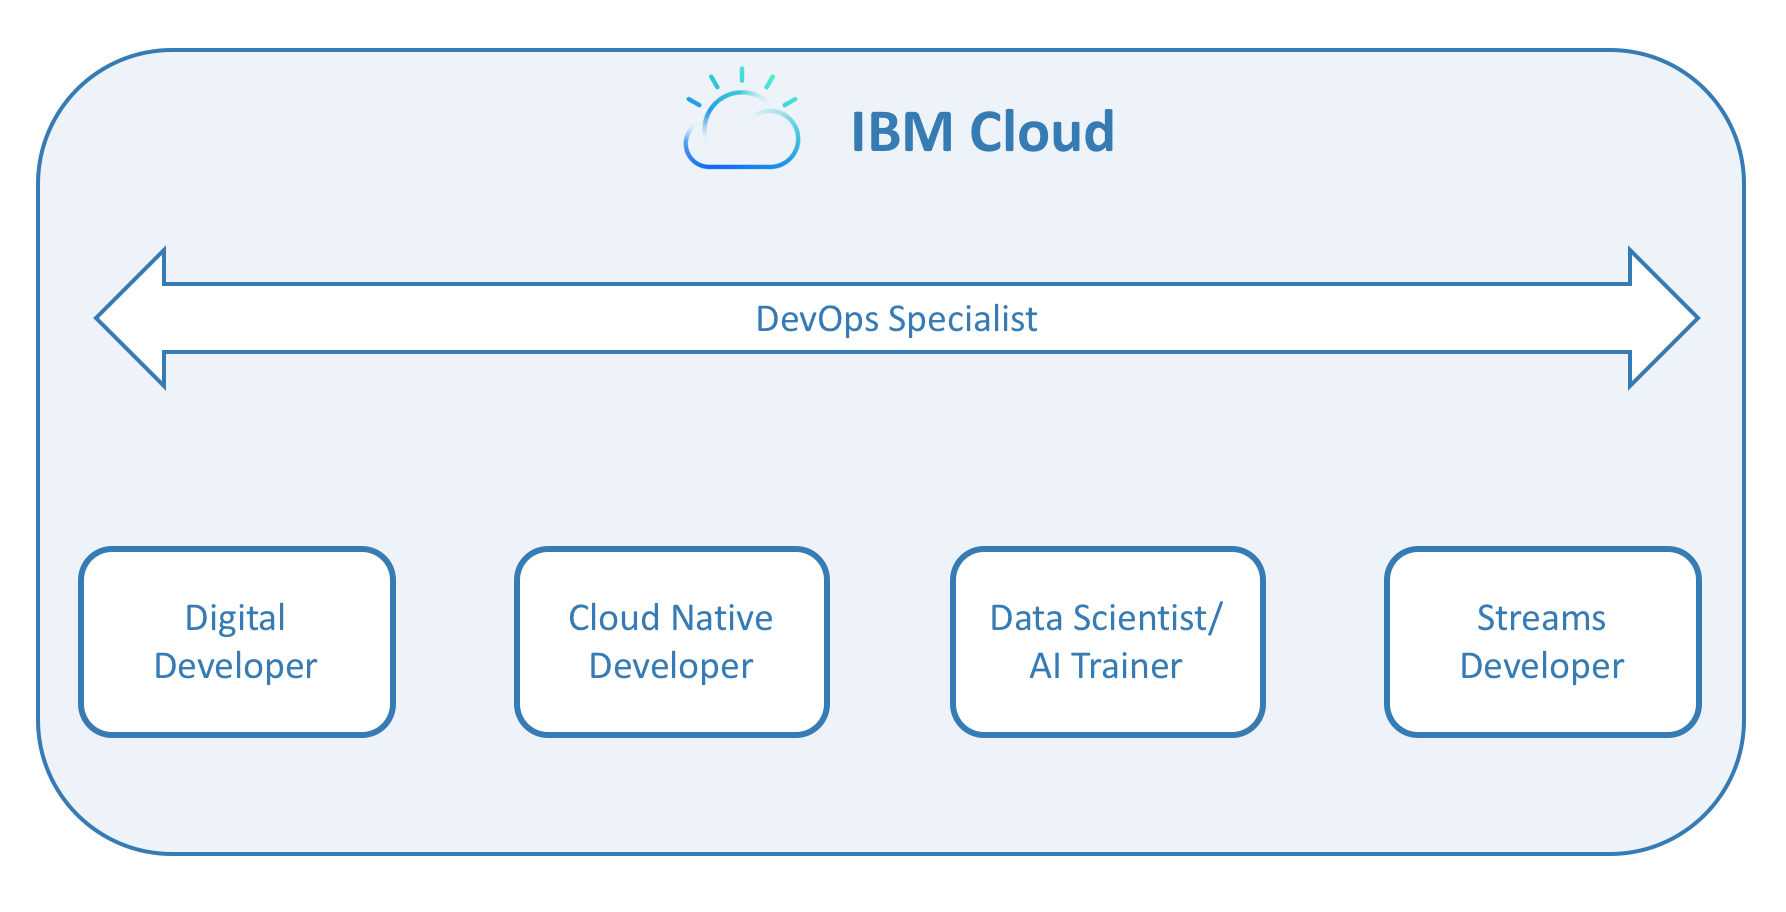 IBM Cloud
DevOps Specialist
Digital
Developer
Cloud Native
Developer
Data Scientist/
AI Trainer
Streams
Developer